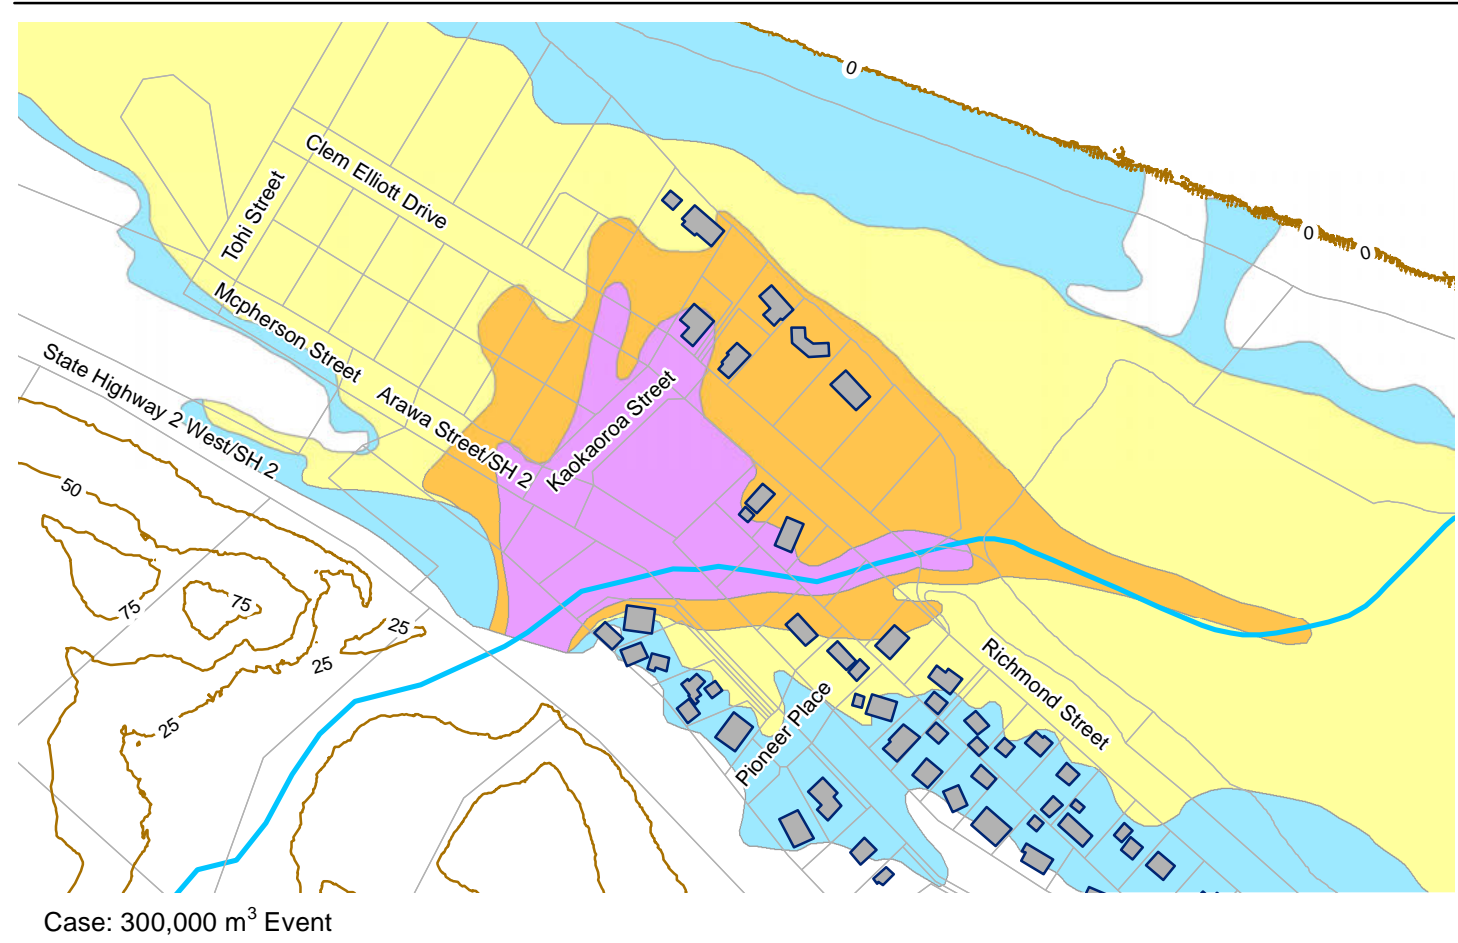 0
Clem Elliott Drive
Tohi Street
0
0
Mcpherson Street
State Highway 2 West/SH 2
Arawa Street/SH 2
Kaokaoroa Street
50
75
75
25
25
25
Richmond Street
Pioneer Place
Case: 300,000 m³ Event